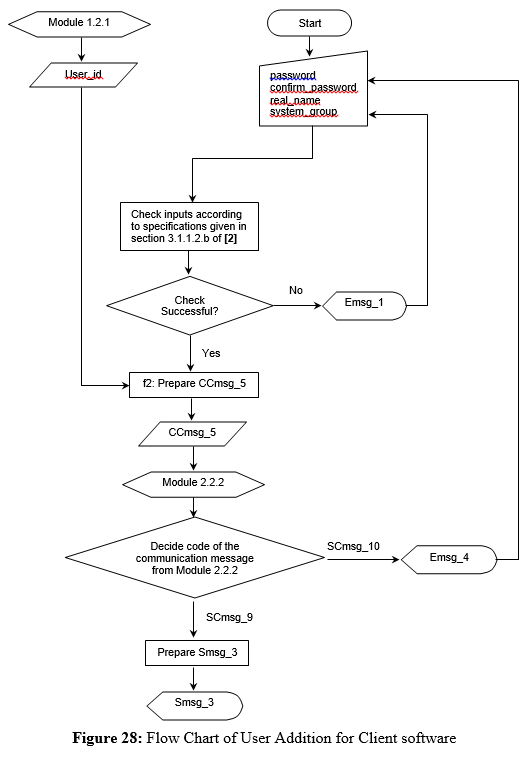 Module 1.2.1
Start
User_id
password
confirm_password
real_name
system_group
Check inputs according
to specifications given in
section 3.1.1.2.b of [2]
Check
Successful?
No
Emsg_1
Yes
f2: Prepare CCmsg_5
CCmsg_5
Module 2.2.2
Decide code of the
communication message
from Module 2.2.2
SCmsg_10
Emsg_4
SCmsg_9
Prepare Smsg_3
Smsg_3
Figure 28: Flow Chart of User Addition for Client software